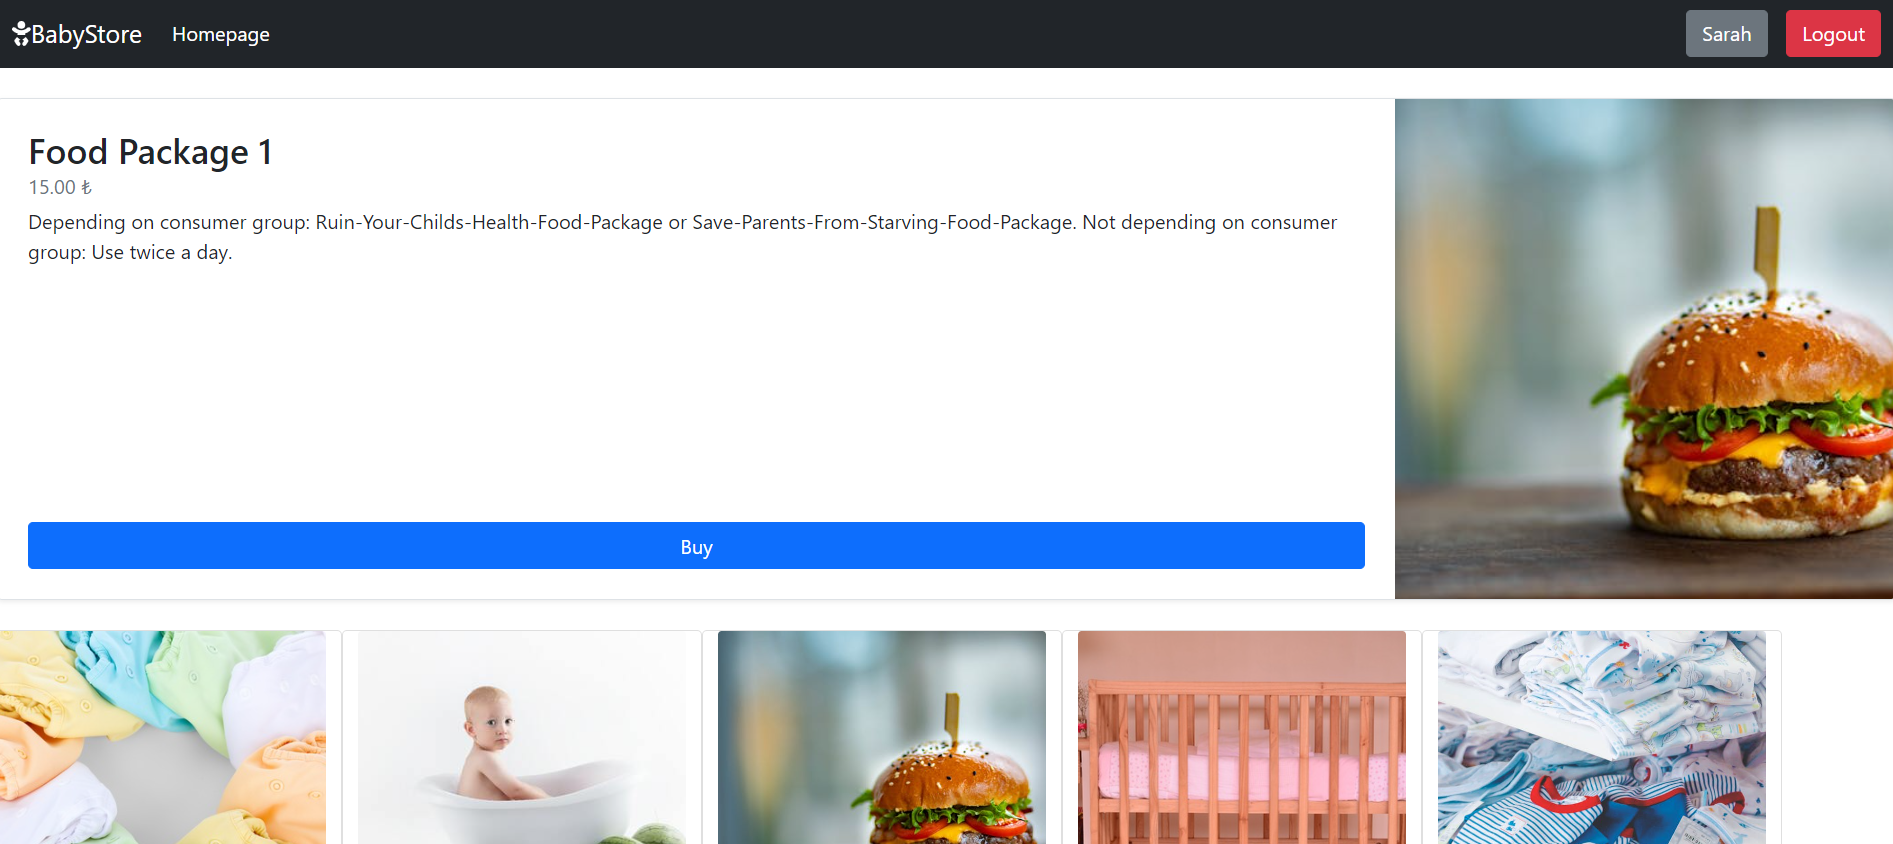 BabyStore Homepage Sarah Logout
Food Package 1
15.00 ₺
Depending on consumer group: Ruin-Your-Childs-Health-Food-Package or Save-Parents-From-Starving-Food-Package. Not depending on consumer
group: Use twice a day.
Buy